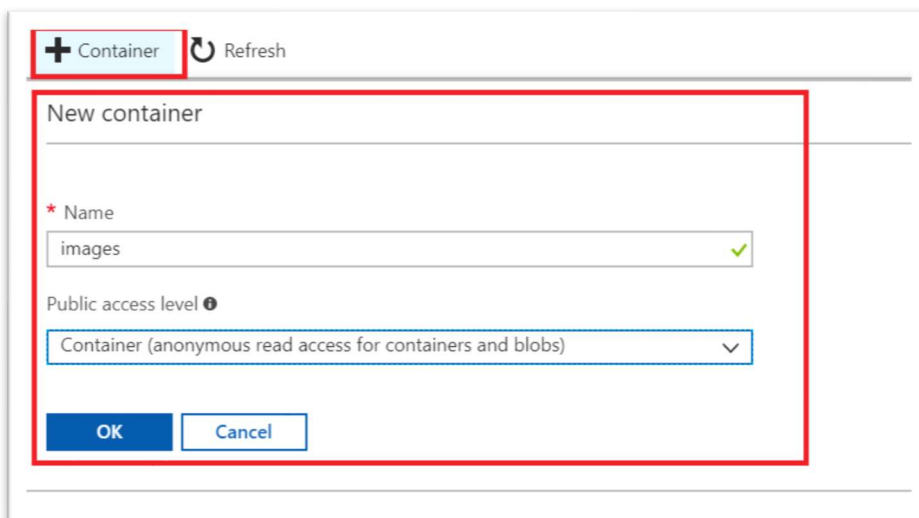 Container Refresh
New container
* Name
images
Public access level
Container (anonymous read access for containers and blobs)
OK Cancel